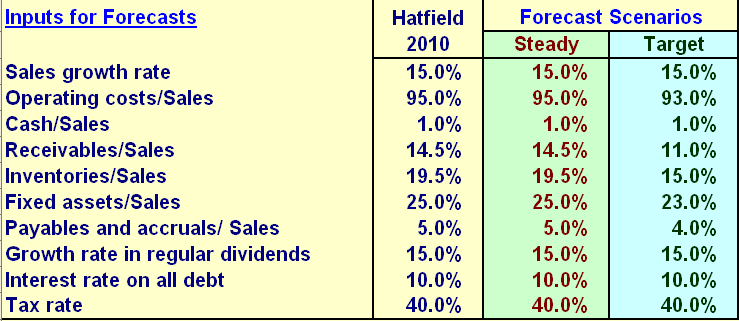 Inputs for Forecasts Hatfield Forecast Scenarios
2010 Steady Target
Sales growth rate 15.0% 15.0% 15.0%
Operating costs/Sales 95.0% 95.0% 93.0%
Cash/Sales 1.0% 1.0% 1.0%
Receivables/Sales 14.5% 14.5% 11.0%
Inventories/Sales 19.5% 19.5% 15.0%
Fixed assets/Sales 25.0% 25.0% 23.0%
Payables and accruals/ Sales 5.0% 5.0% 4.0%
Growth rate in regular dividends 15.0% 15.0% 15.0%
Interest rate on all debt 10.0% 10.0% 10.0%
Tax rate 40.0% 40.0% 40.0%